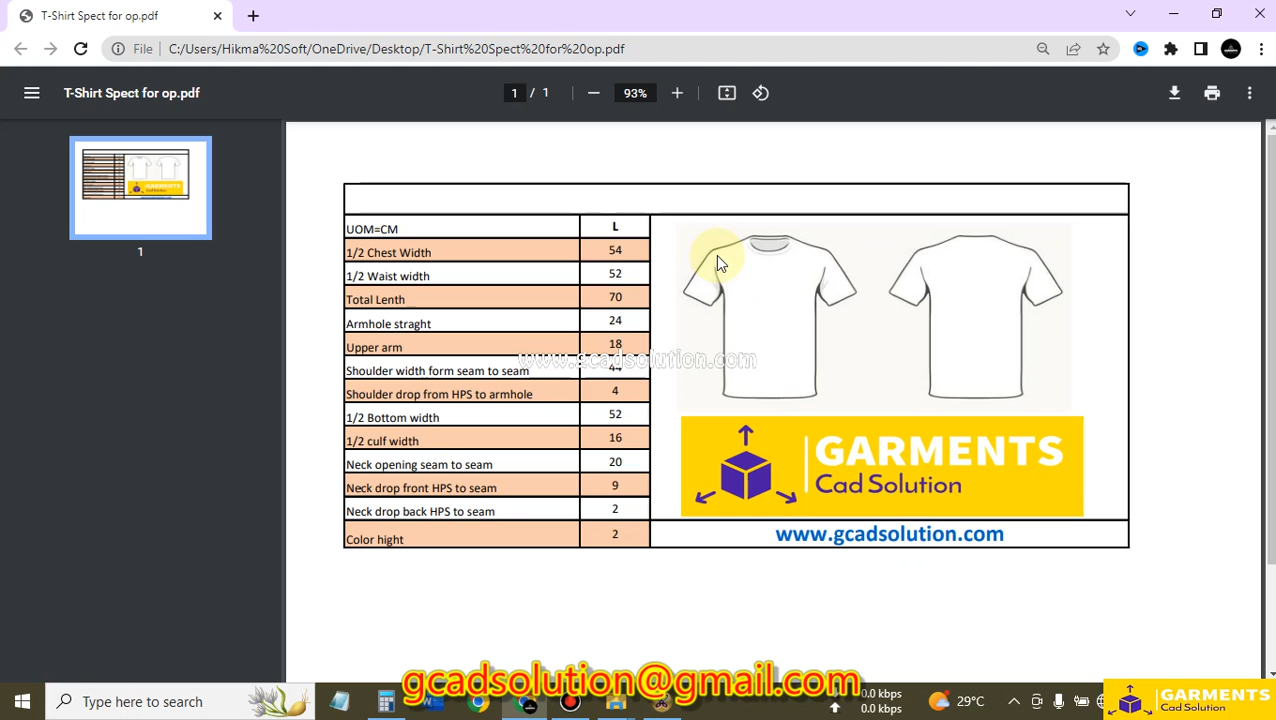 T-Shirt Spect for op.pdf
File
C:/Users/Hikma%20Soft/OneDrive/Desktop/T-Shirt%20Spect%20for%20op.pdf
T-Shirt Spect for op.pdf
1 / 1
93%
1
UOM=CM L
1/2 Chest Width 54
1/2 Waist width 52
Total Lenth 70
Armhole straght 24
Upper arm 18
www.gcadsolution.com
Shoulder width form seam to seam 44
Shoulder drop from HPS to armhole 4
1/2 Bottom width 52
1/2 culf width 16
Neck opening seam to seam 20
Neck drop front HPS to seam 9
Neck drop back HPS to seam 2
Color hight 2
GARMENTS
Cad Solution
www.gcadsolution.com
gcadsolution@gmail.com
Type here to search
0.0 kbps
0.0 kbps
29°C
GARMENTS
Cad Solution